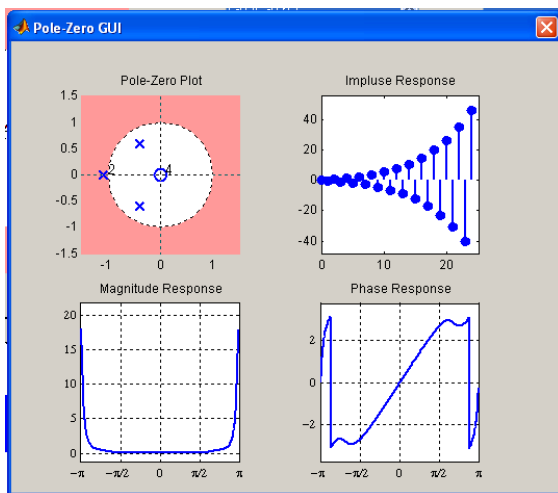 Pole-Zero GUI
Pole-Zero Plot
1.5
1
0.5
0
-0.5
-1
-1.5
-1
0
1
2
4
Impluse Response
40
20
0
-20
-40
0
10
20
Magnitude Response
20
15
10
5
0
-π
-π/2
0
π/2
π
Phase Response
2
0
-2
-π
-π/2
0
π/2
π